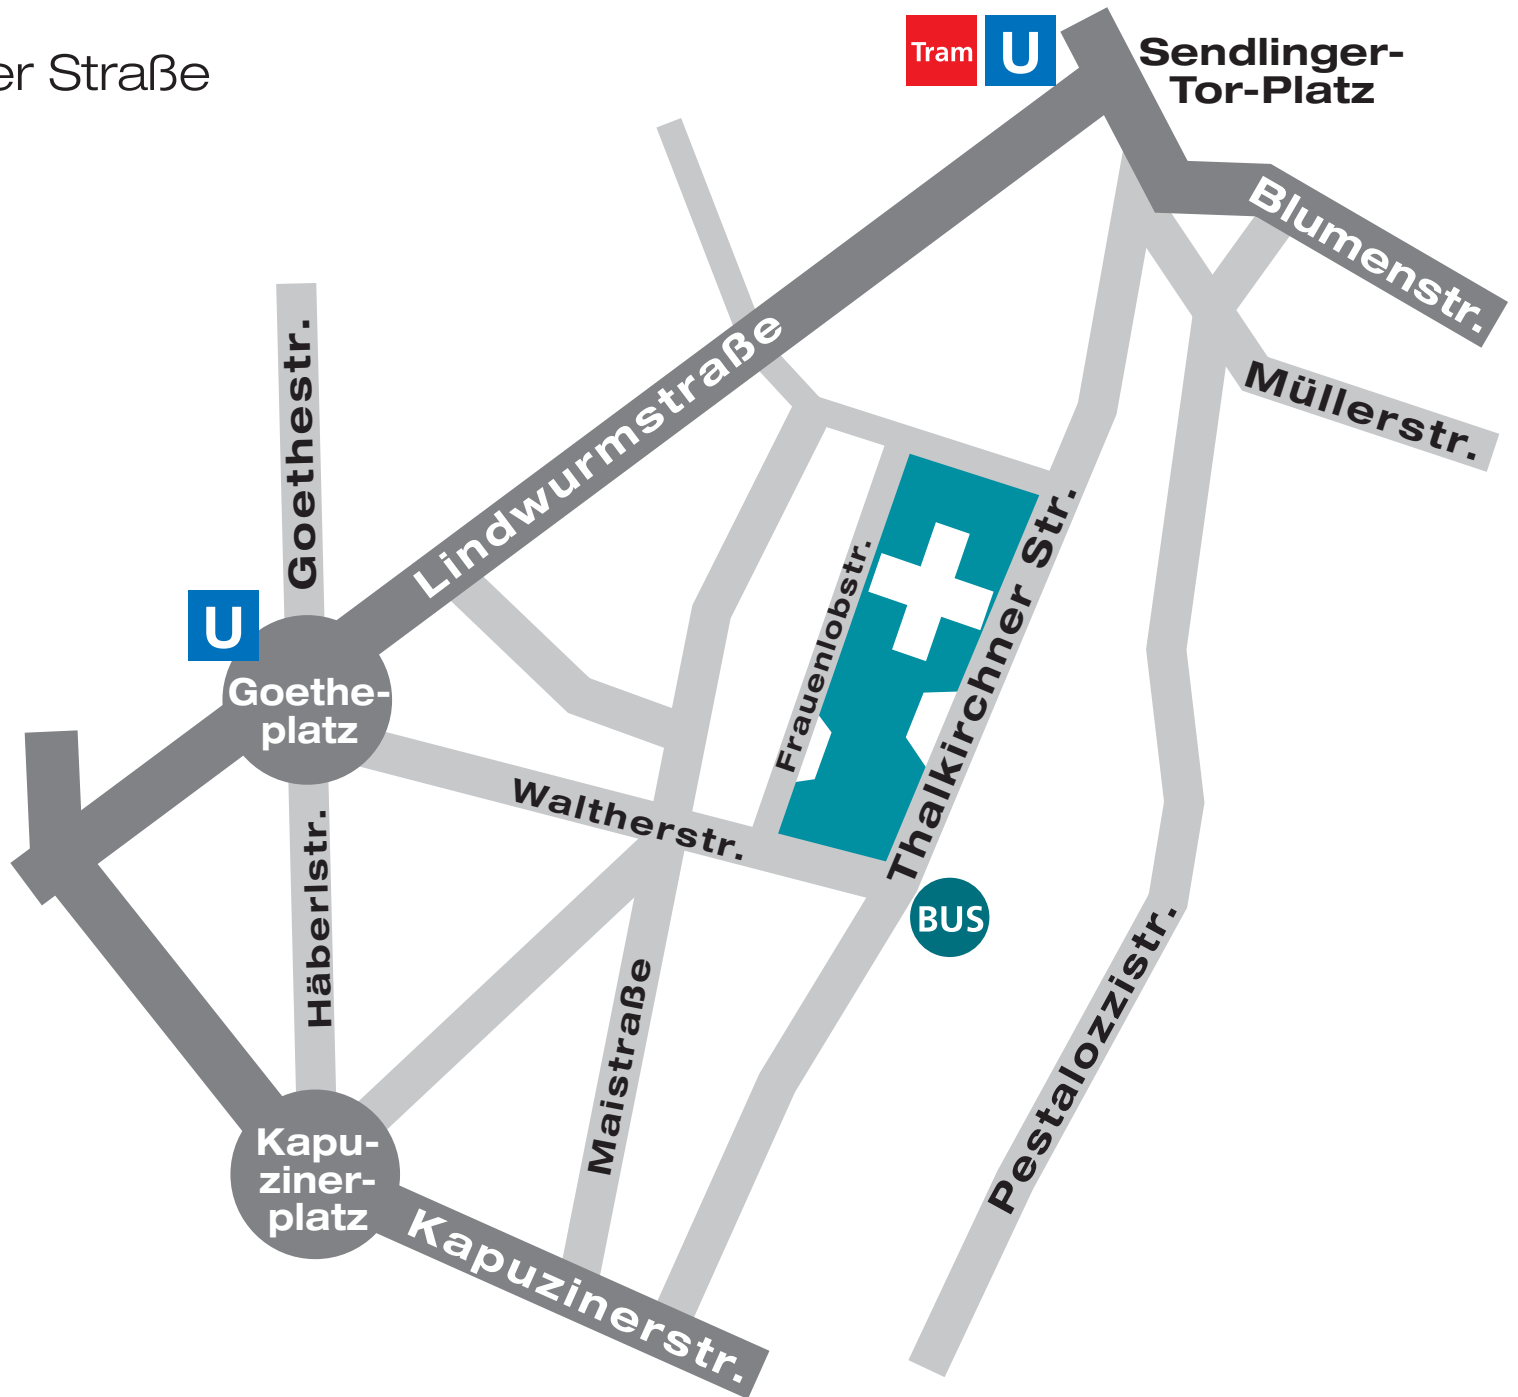 er Straße
Tram
U
Sendlinger-
Tor-Platz
Blumenstr.
Müllerstr.
Goethestr.
Lindwurmstraße
U
Goethe-
platz
Frauenlobstr.
Thalkirchner Str.
Waltherstr.
Häberlstr.
BUS
Maistraße
Pestalozzistr.
Kapu-
ziner-
platz
Kapuzinerstr.